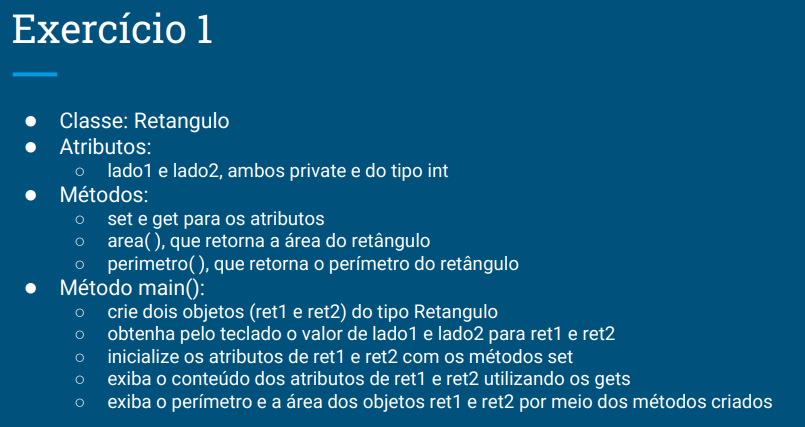 Exercício 1
● Classe: Retangulo
● Atributos:
○ lado1 e lado2, ambos private e do tipo int
● Métodos:
○ set e get para os atributos
○ area( ), que retorna a área do retângulo
○ perimetro( ), que retorna o perímetro do retângulo
● Método main():
○ crie dois objetos (ret1 e ret2) do tipo Retangulo
○ obtenha pelo teclado o valor de lado1 e lado2 para ret1 e ret2
○ inicialize os atributos de ret1 e ret2 com os métodos set
○ exiba o conteúdo dos atributos de ret1 e ret2 utilizando os gets
○ exiba o perímetro e a área dos objetos ret1 e ret2 por meio dos métodos criados